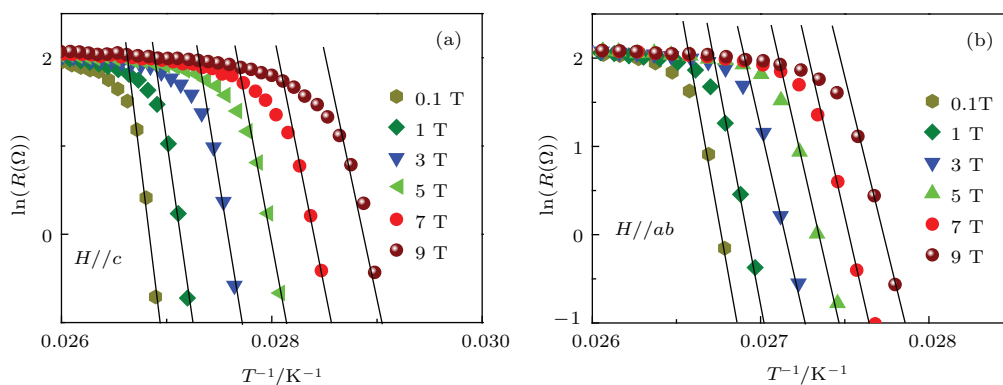 (a)
2
0
ln(R(Ω))
0.1 T
1 T
3 T
5 T
7 T
9 T
H//c
0.026
0.028
0.030
T⁻¹/K⁻¹
(b)
2
1
0
−1
ln(R(Ω))
0.1T
1 T
3 T
5 T
7 T
9 T
H//ab
0.026
0.027
0.028
T⁻¹/K⁻¹